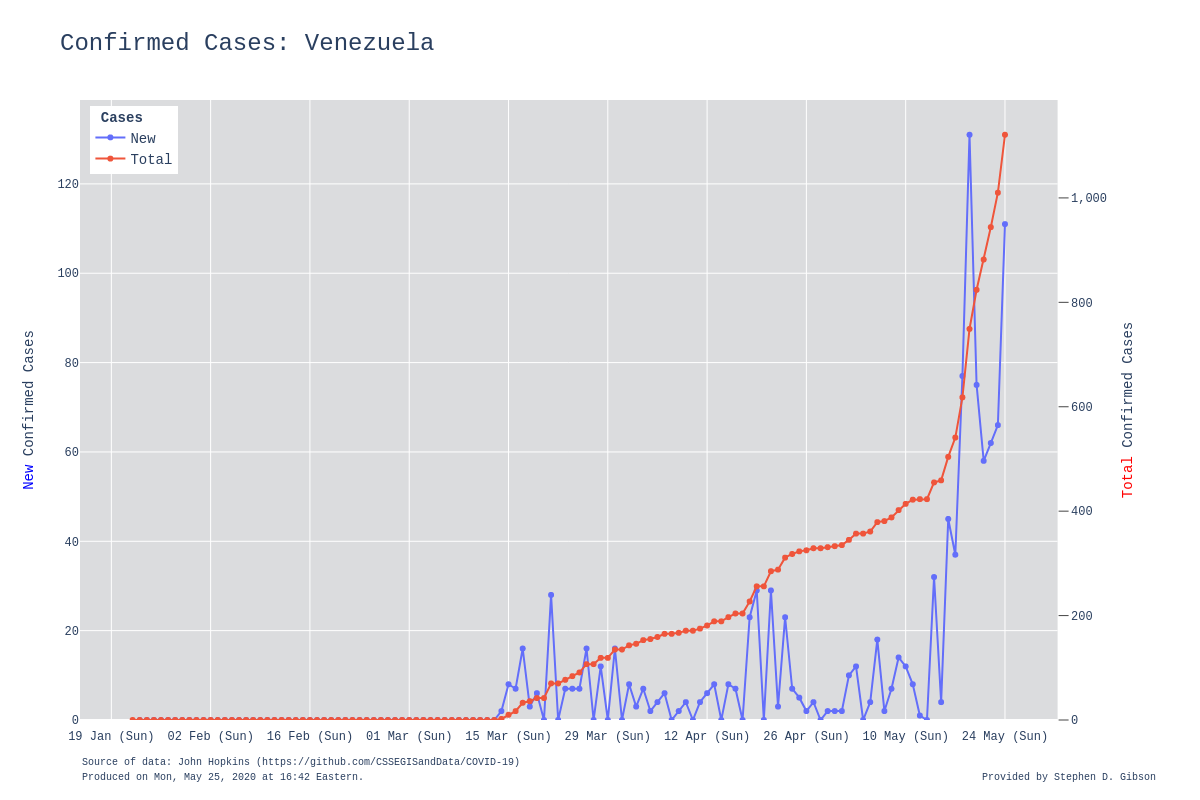 Confirmed Cases: Venezuela
Cases
New
Total
120
100
80
60
40
20
0
1,000
800
600
400
200
0
New Confirmed Cases
Total Confirmed Cases
19 Jan (Sun) 02 Feb (Sun) 16 Feb (Sun) 01 Mar (Sun) 15 Mar (Sun) 29 Mar (Sun) 12 Apr (Sun) 26 Apr (Sun) 10 May (Sun) 24 May (Sun)
Source of data: John Hopkins (https://github.com/CSSEGISandData/COVID-19)
Produced on Mon, May 25, 2020 at 16:42 Eastern.
Provided by Stephen D. Gibson